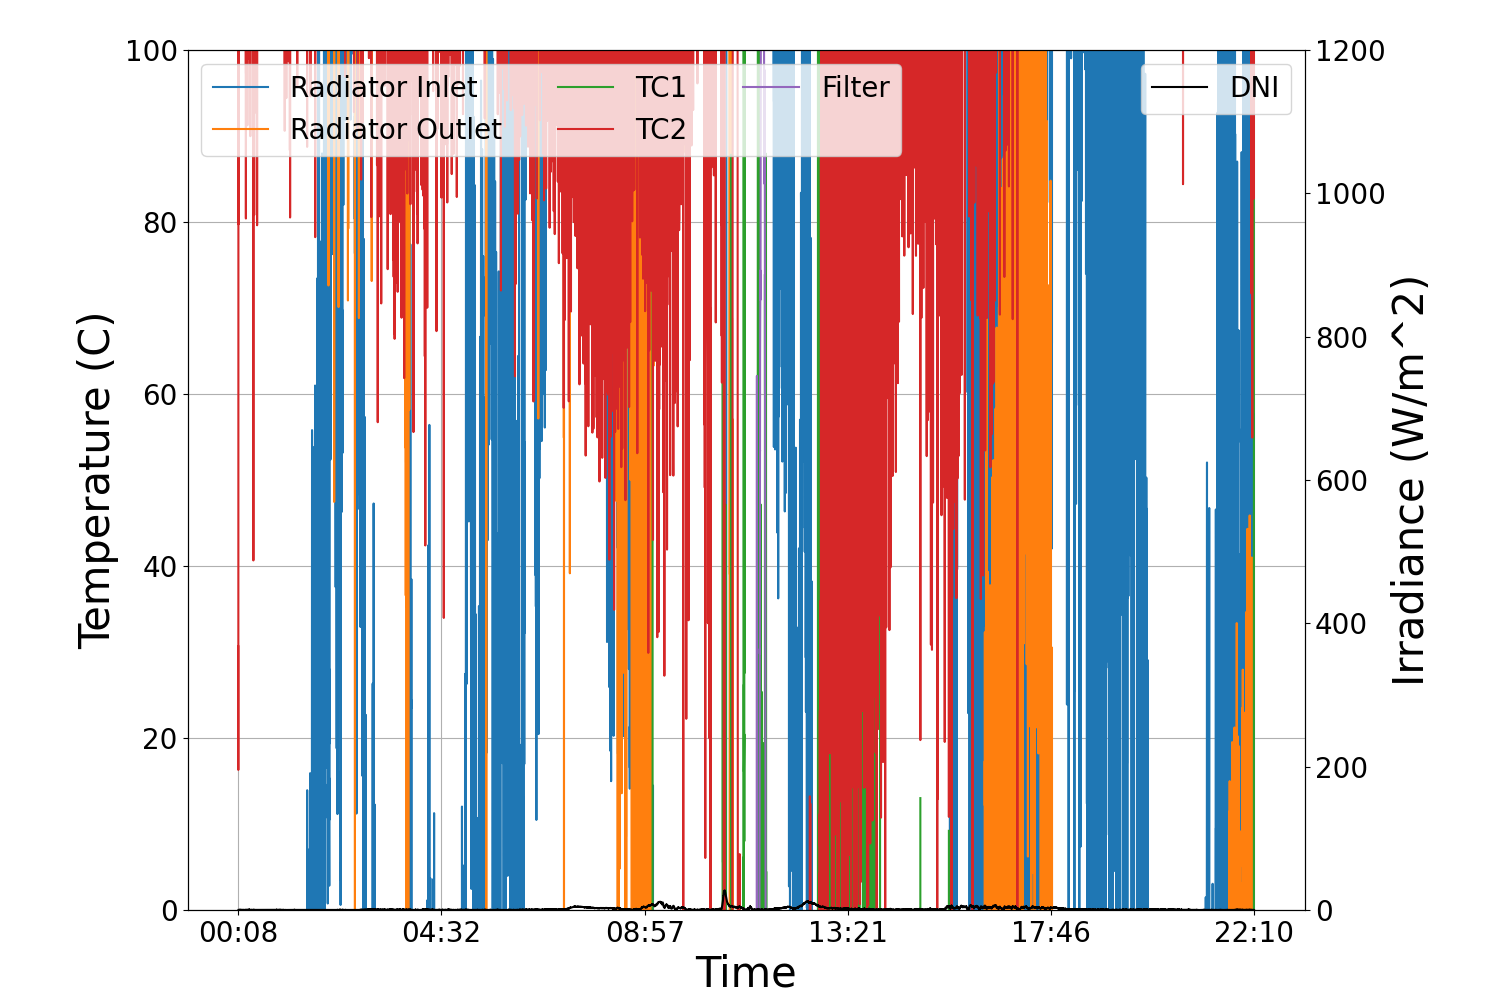 Radiator Inlet
Radiator Outlet
TC1
TC2
Filter
DNI
100
80
60
40
20
0
Temperature (C)
1200
1000
800
600
400
200
0
Irradiance (W/m^2)
00:08
04:32
08:57
13:21
17:46
22:10
Time